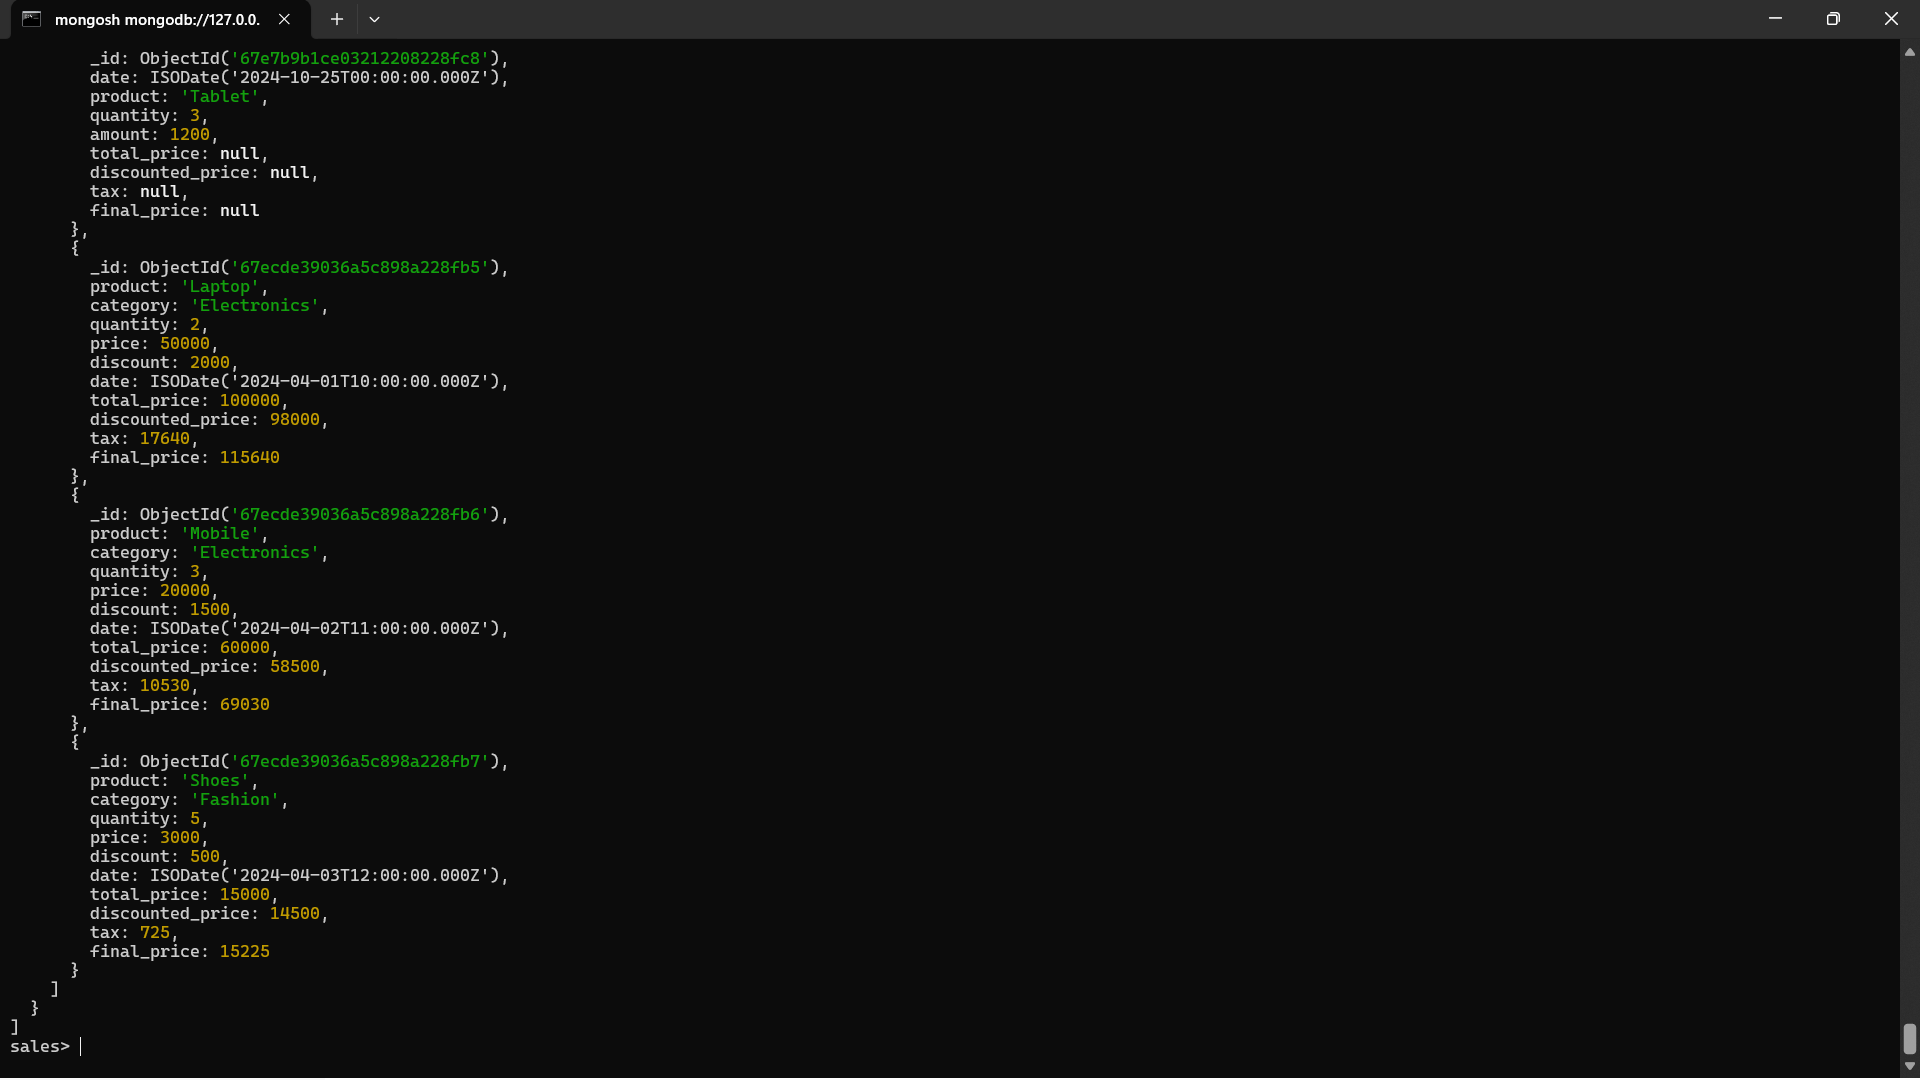 mongosh mongodb://127.0.0.
_id: ObjectId('67e7b9b1ce03212208228fc8'),
date: ISODate('2024-10-25T00:00:00.000Z'),
product: 'Tablet',
quantity: 3,
amount: 1200,
total_price: null,
discounted_price: null,
tax: null,
final_price: null
},
{
_id: ObjectId('67ecde39036a5c898a228fb5'),
product: 'Laptop',
category: 'Electronics',
quantity: 2,
price: 50000,
discount: 2000,
date: ISODate('2024-04-01T10:00:00.000Z'),
total_price: 100000,
discounted_price: 98000,
tax: 17640,
final_price: 115640
},
{
_id: ObjectId('67ecde39036a5c898a228fb6'),
product: 'Mobile',
category: 'Electronics',
quantity: 3,
price: 20000,
discount: 1500,
date: ISODate('2024-04-02T11:00:00.000Z'),
total_price: 60000,
discounted_price: 58500,
tax: 10530,
final_price: 69030
},
{
_id: ObjectId('67ecde39036a5c898a228fb7'),
product: 'Shoes',
category: 'Fashion',
quantity: 5,
price: 3000,
discount: 500,
date: ISODate('2024-04-03T12:00:00.000Z'),
total_price: 15000,
discounted_price: 14500,
tax: 725,
final_price: 15225
}
]
}
]
sales>